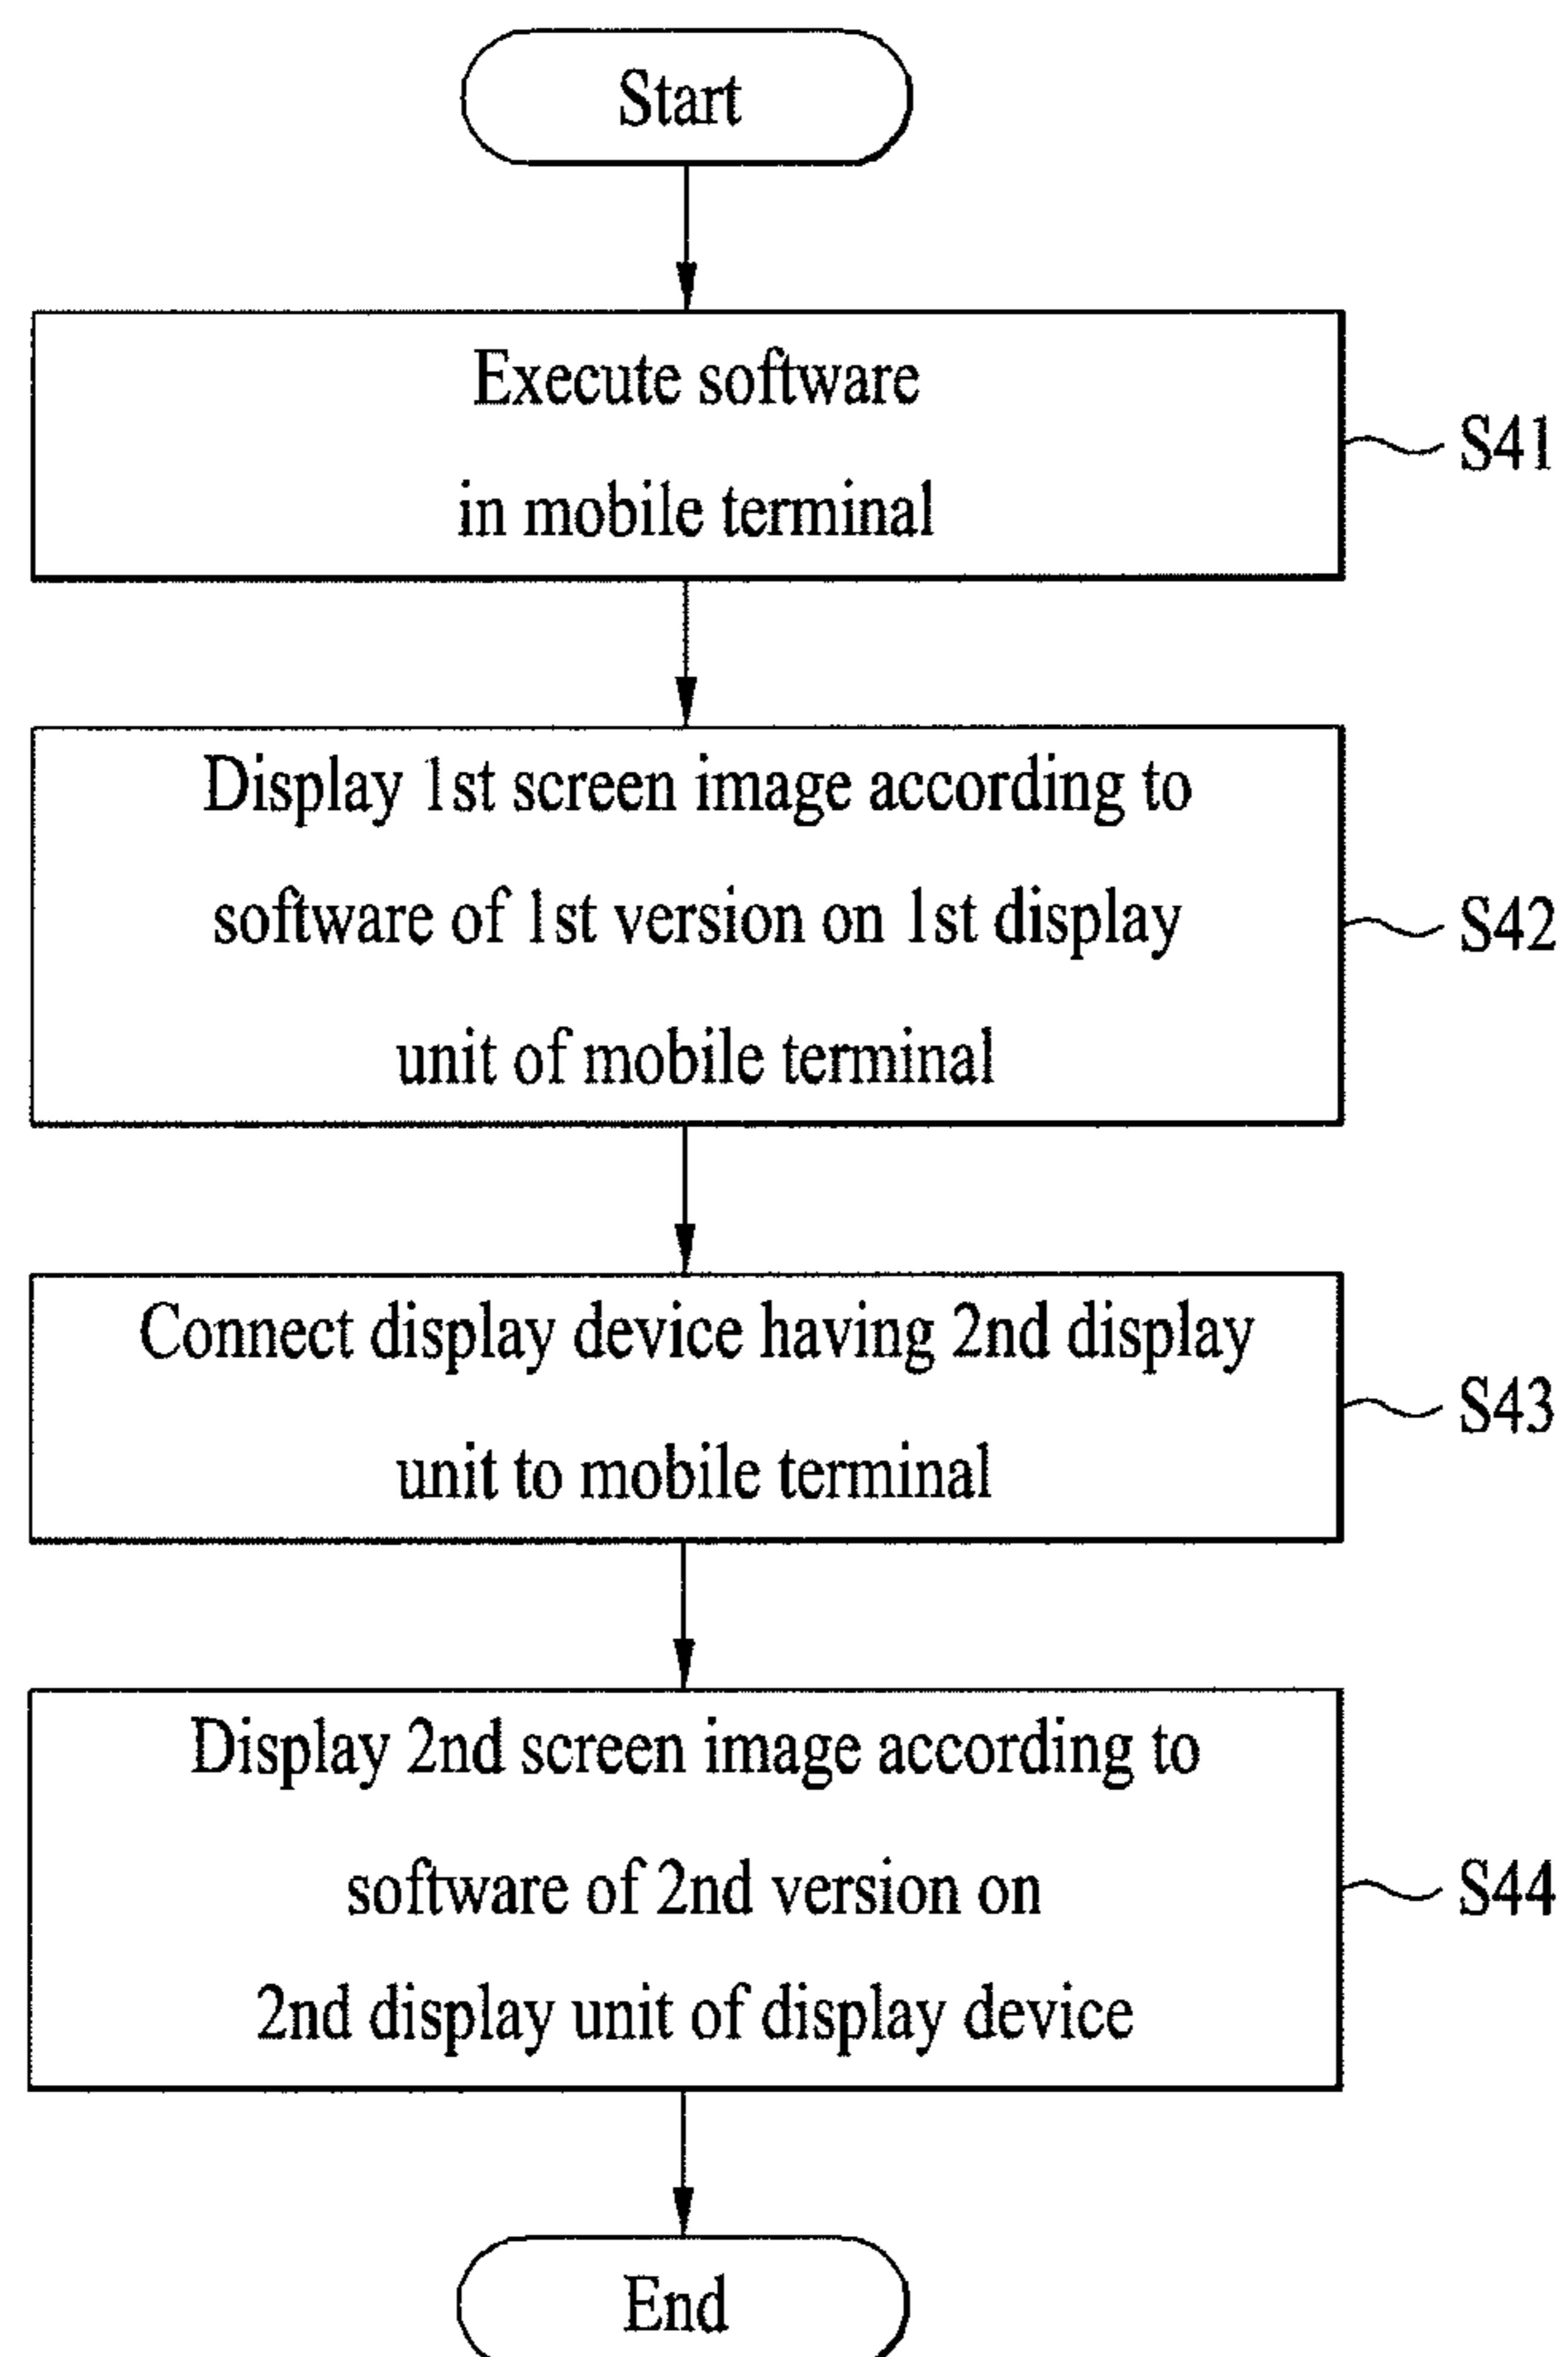 Start
Execute software
in mobile terminal
S41
Display 1st screen image according to
software of 1st version on 1st display
unit of mobile terminal
S42
Connect display device having 2nd display
unit to mobile terminal
S43
Display 2nd screen image according to
software of 2nd version on
2nd display unit of display device
S44
End